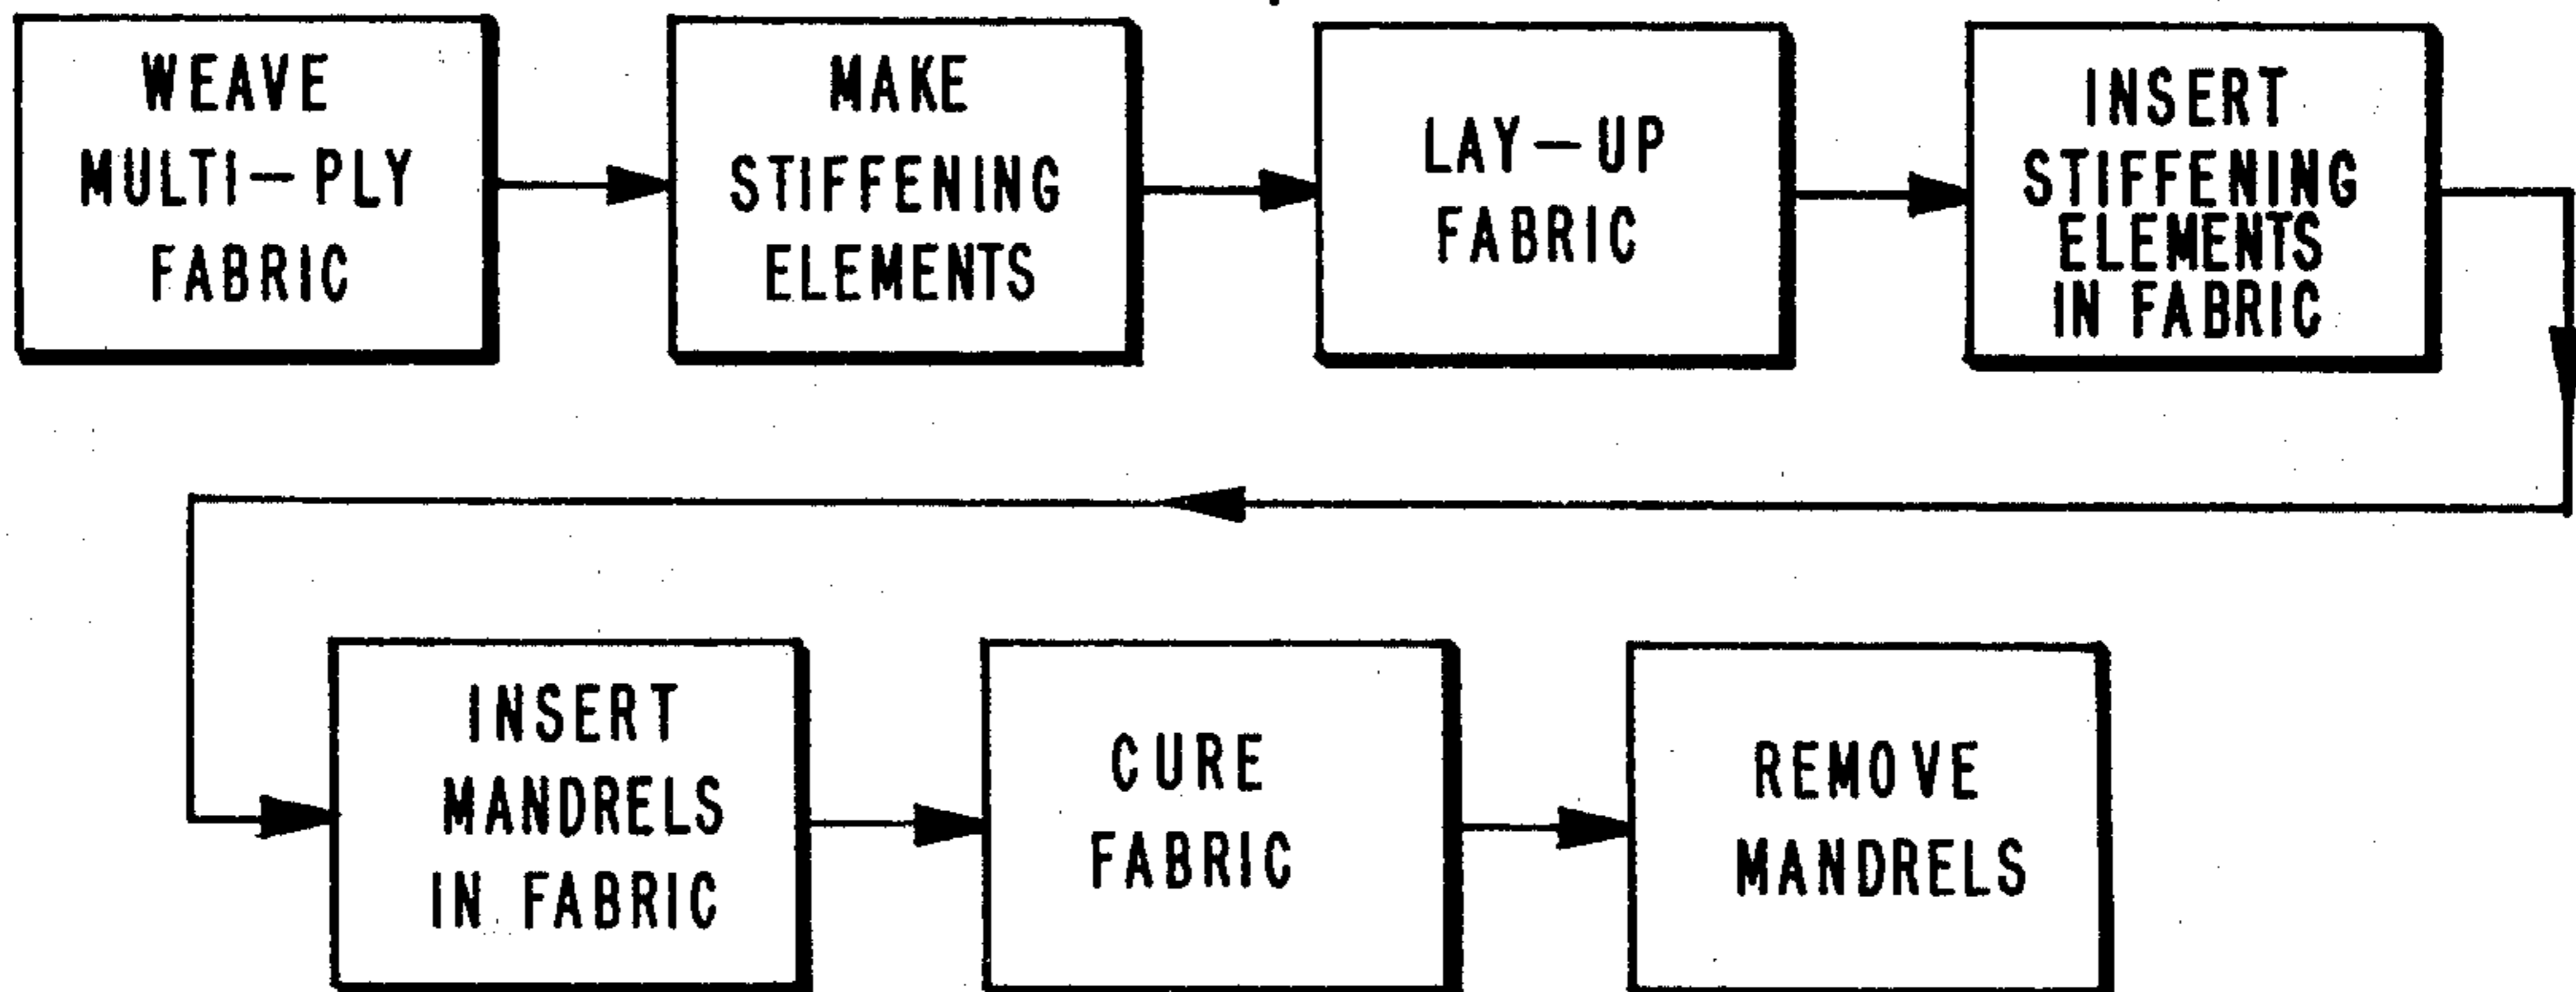 WEAVE
MULTI-PLY
FABRIC
MAKE
STIFFENING
ELEMENTS
LAY-UP
FABRIC
INSERT
STIFFENING
ELEMENTS
IN FABRIC
INSERT
MANDRELS
IN FABRIC
CURE
FABRIC
REMOVE
MANDRELS